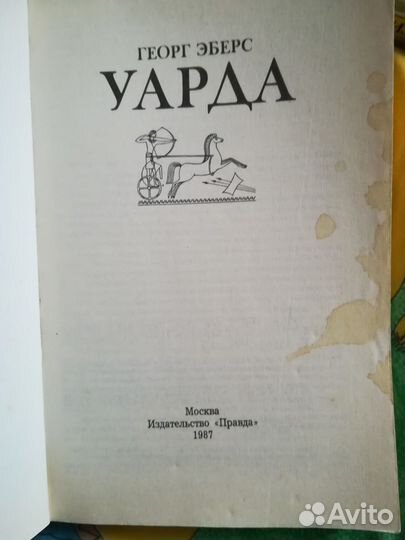 ГЕОРГ ЭБЕРС
УАРДА
Москва
Издательство «Правда»
1987
Avito